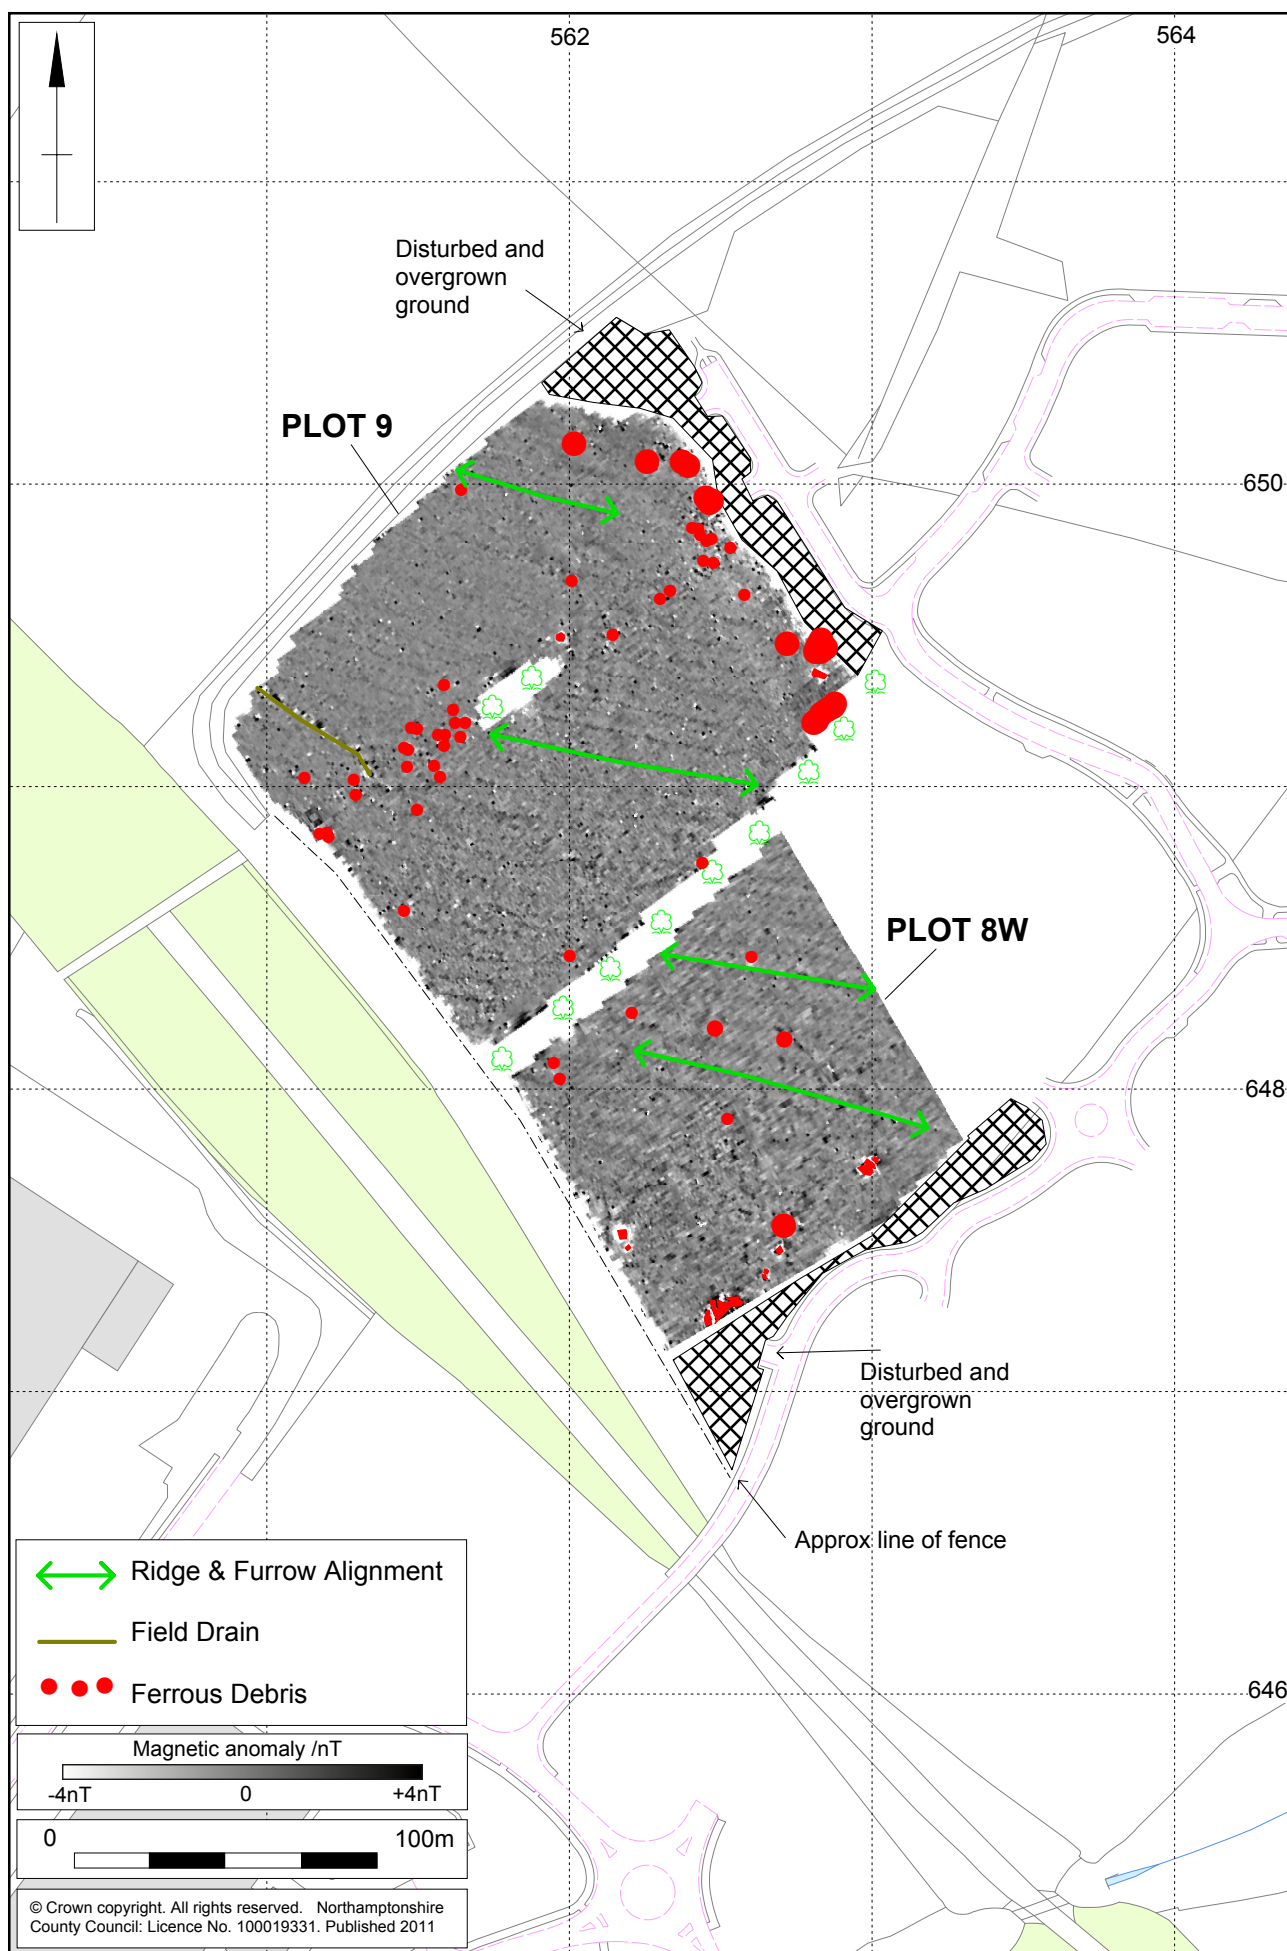 562
564
Disturbed and
overgrown
ground
PLOT 9
650
PLOT 8W
648
Disturbed and
overgrown
ground
Approx line of fence
Ridge & Furrow Alignment
Field Drain
Ferrous Debris
646
Magnetic anomaly /nT
-4nT 0 +4nT
0 100m
© Crown copyright. All rights reserved. Northamptonshire
County Council: Licence No. 100019331. Published 2011